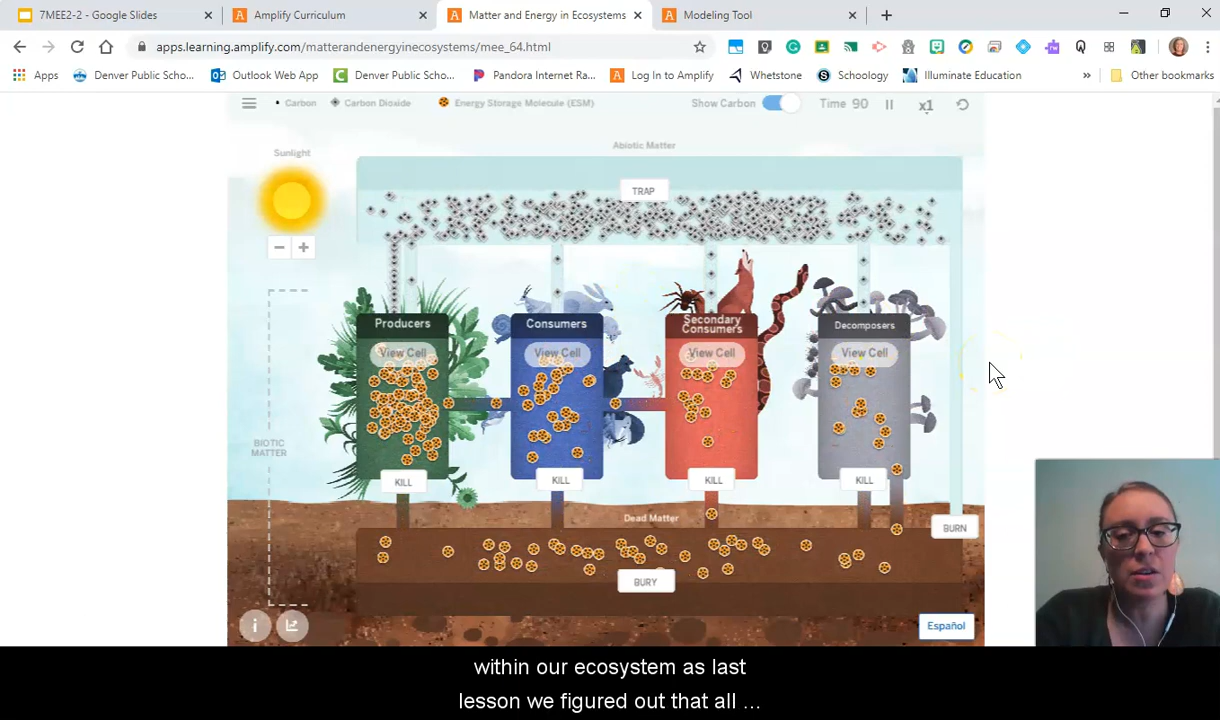 7MEE2-2 - Google Slides
Amplify Curriculum
Matter and Energy in Ecosystems
Modeling Tool
apps.learning.amplify.com/matterandenergyinecosystems/mee_64.html
Apps
Denver Public Scho...
Outlook Web App
Denver Public Scho...
Pandora Internet Ra...
Log In to Amplify
Whetstone
Schoology
Illuminate Education
»
Other bookmarks
Carbon
Carbon Dioxide
Energy Storage Molecule (ESM)
Show Carbon
Time 90
x1
Sunlight
Abiotic Matter
TRAP
Producers
View Cell
Consumers
View Cell
Secondary
Consumers
View Cell
Decomposers
View Cell
BIOTIC
MATTER
KILL
KILL
KILL
KILL
Dead Matter
BURN
BURY
Español
within our ecosystem as last
lesson we figured out that all ...